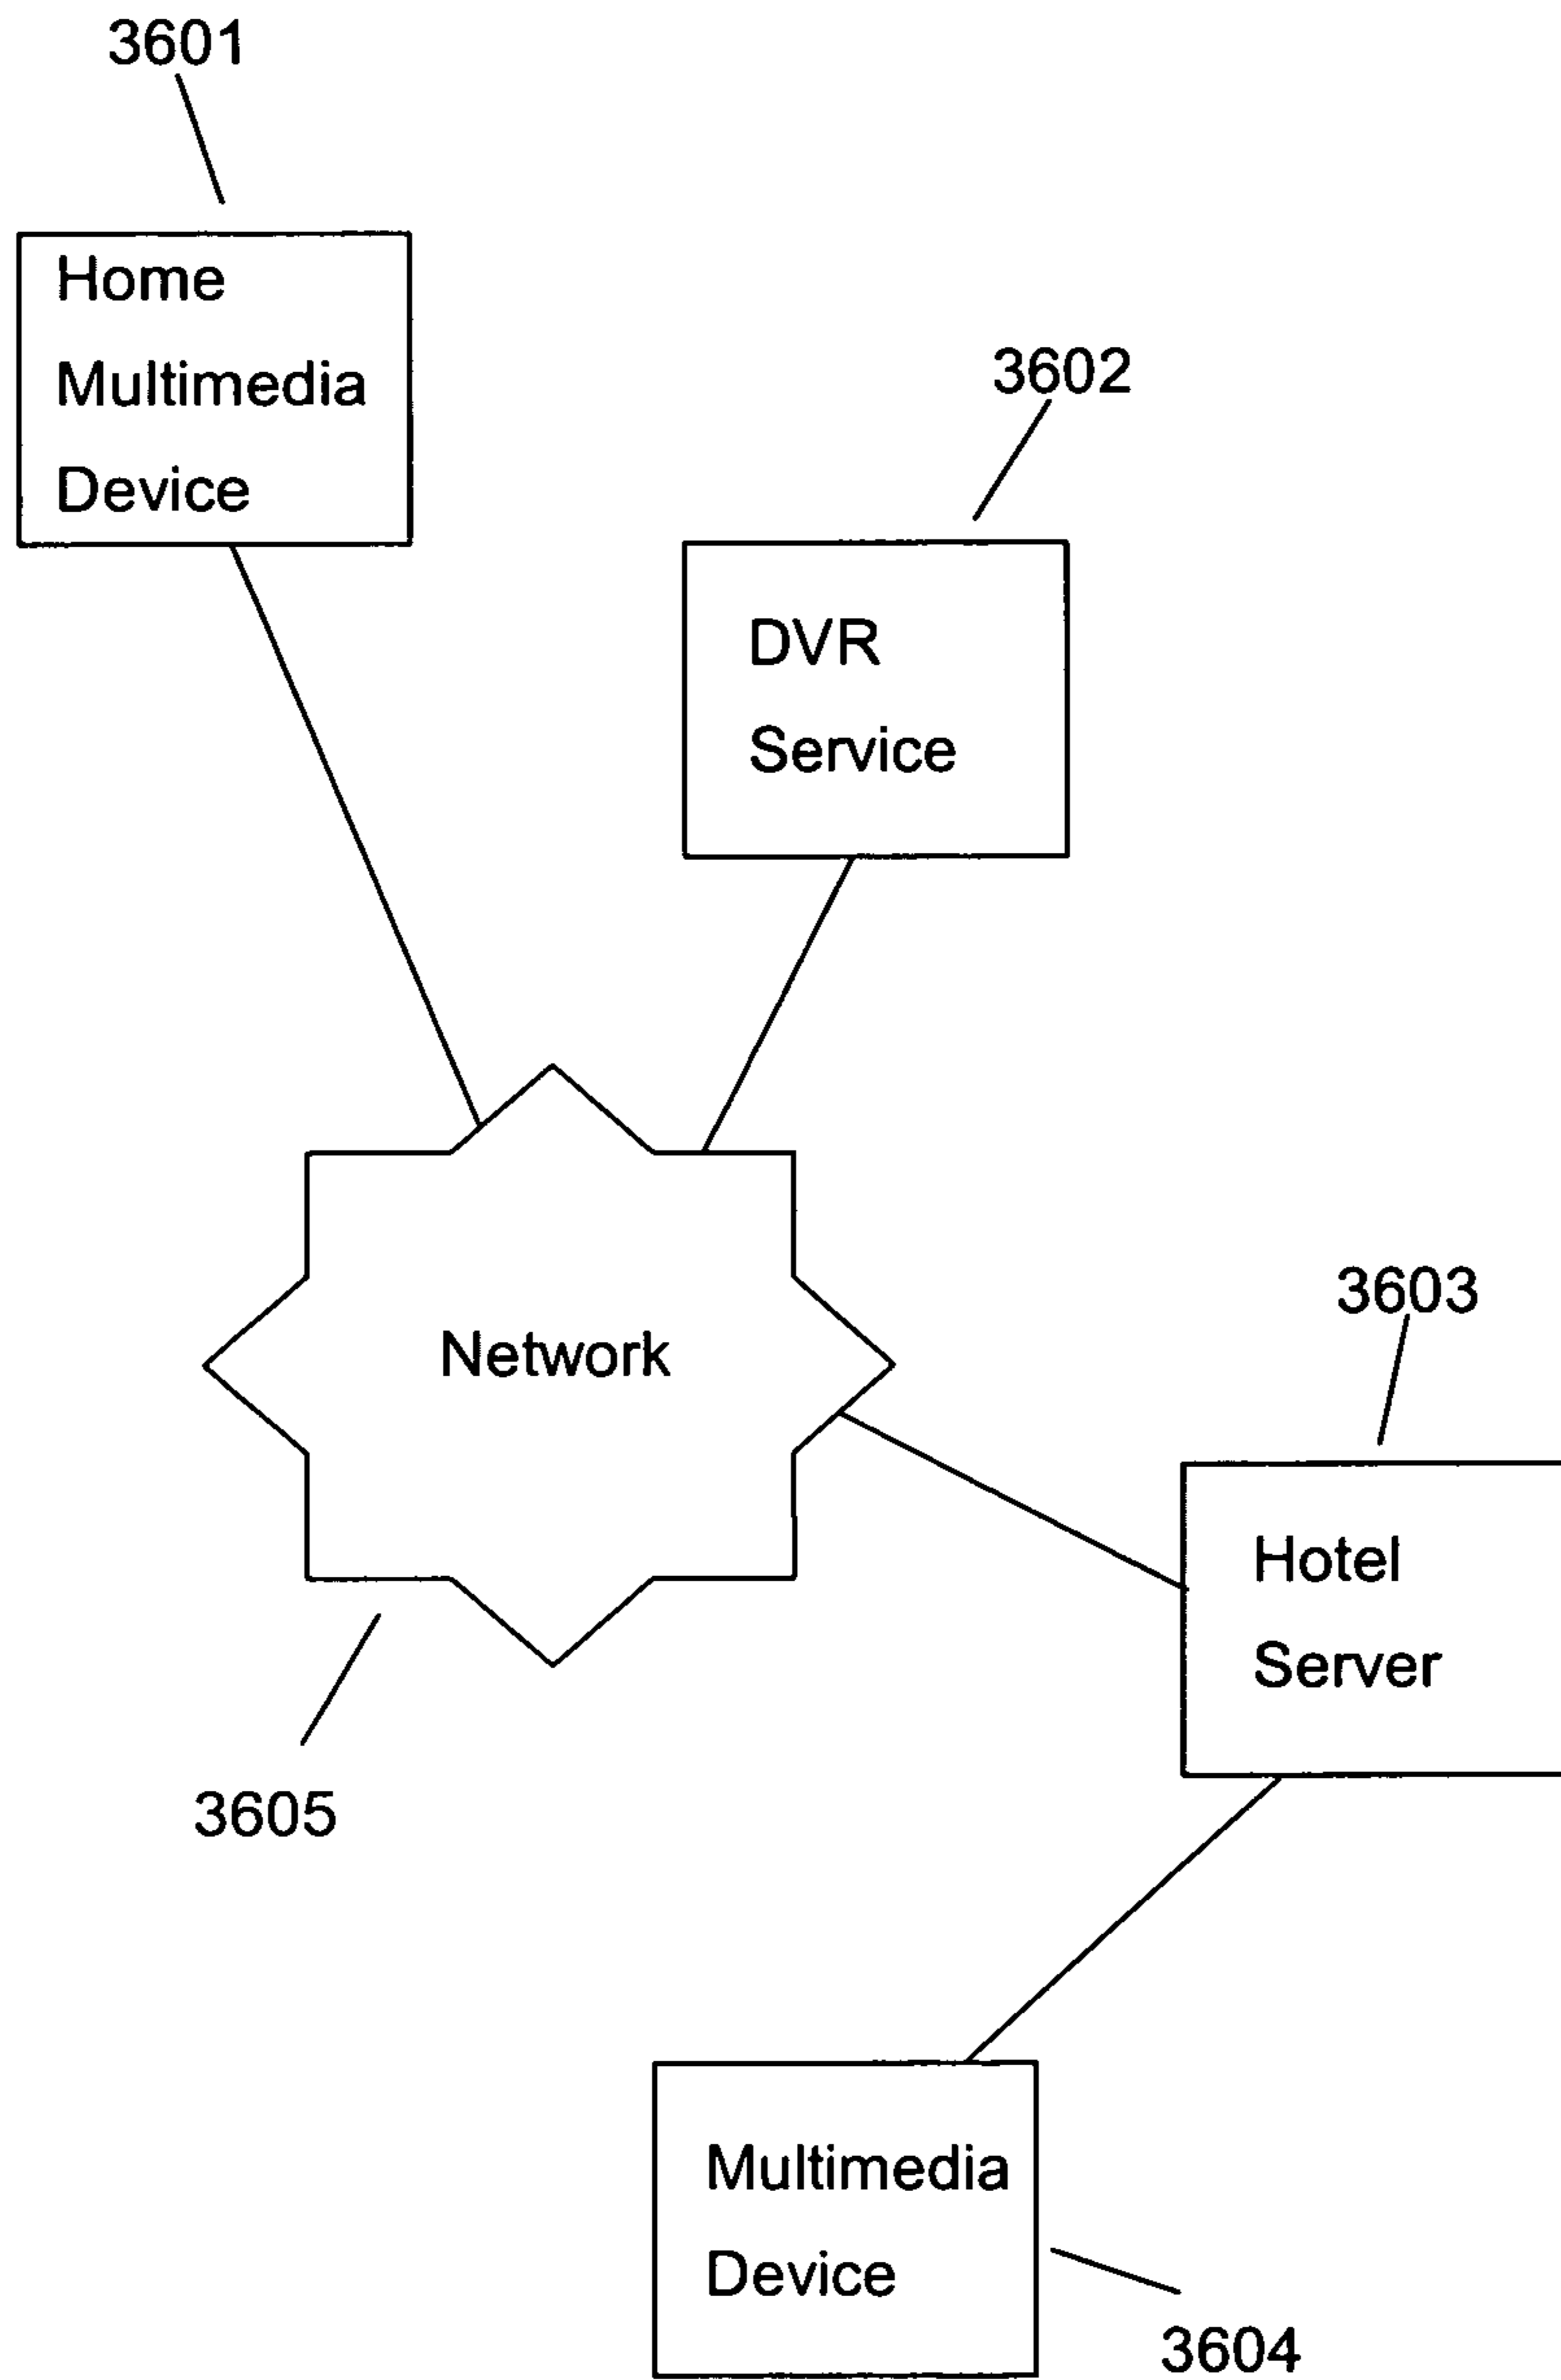 3601
Home
Multimedia
Device
3602
DVR
Service
Network
3603
Hotel
Server
3605
Multimedia
Device
3604